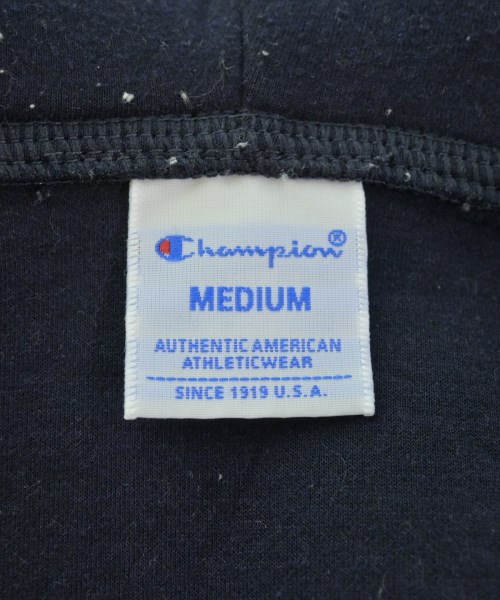 Champion®
MEDIUM
AUTHENTIC AMERICAN
ATHLETICWEAR
SINCE 1919 U.S.A.